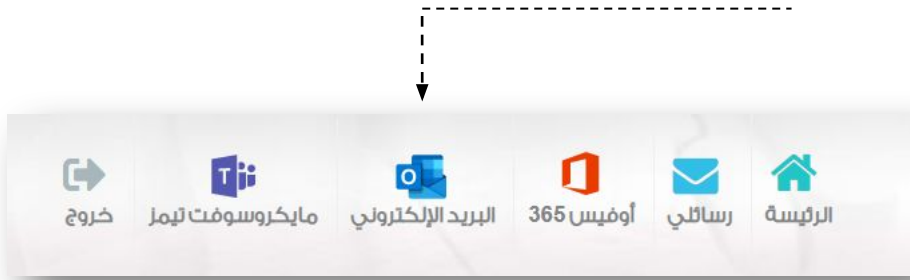 الرئيسة
رسائلي
أوفيس 365
البريد الإلكتروني
مايكروسوفت تيمز
خروج